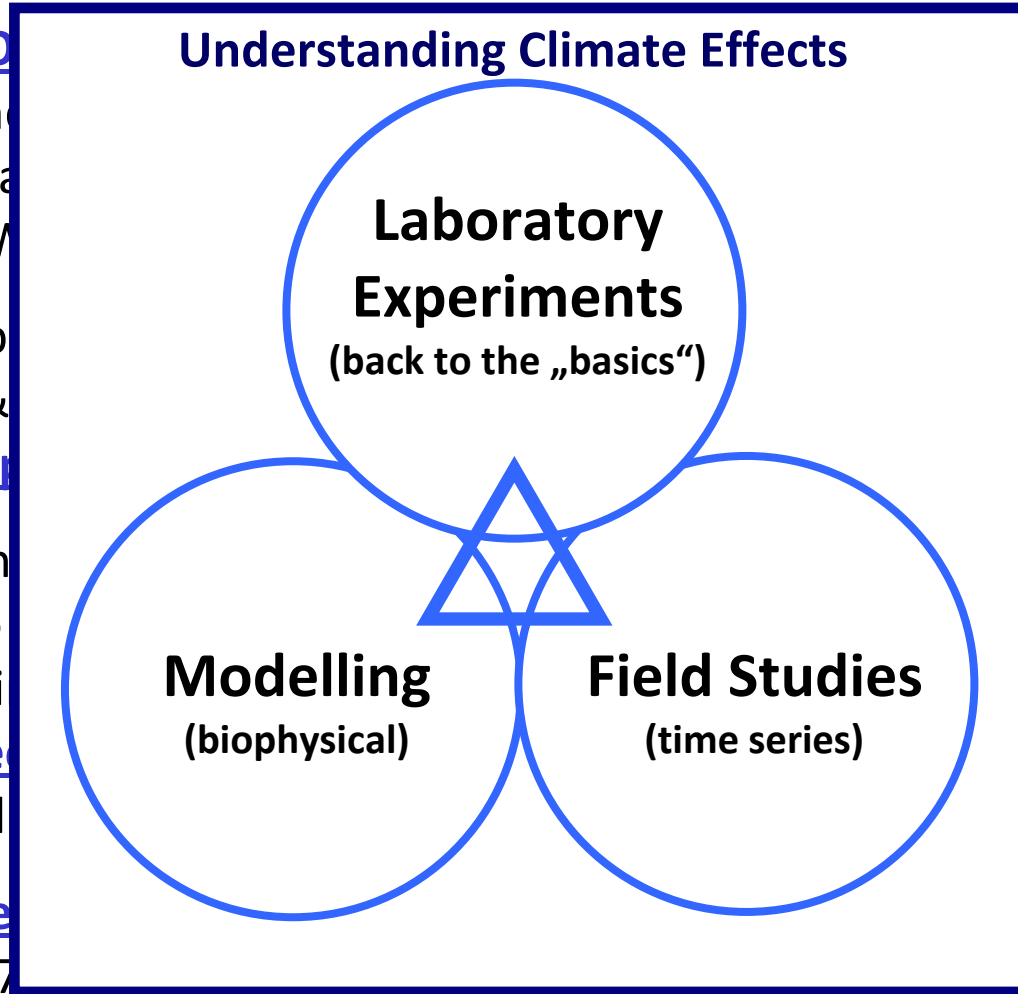 Understanding Climate Effects
Laboratory
Experiments
(back to the „basics“)
Modelling
(biophysical)
Field Studies
(time series)